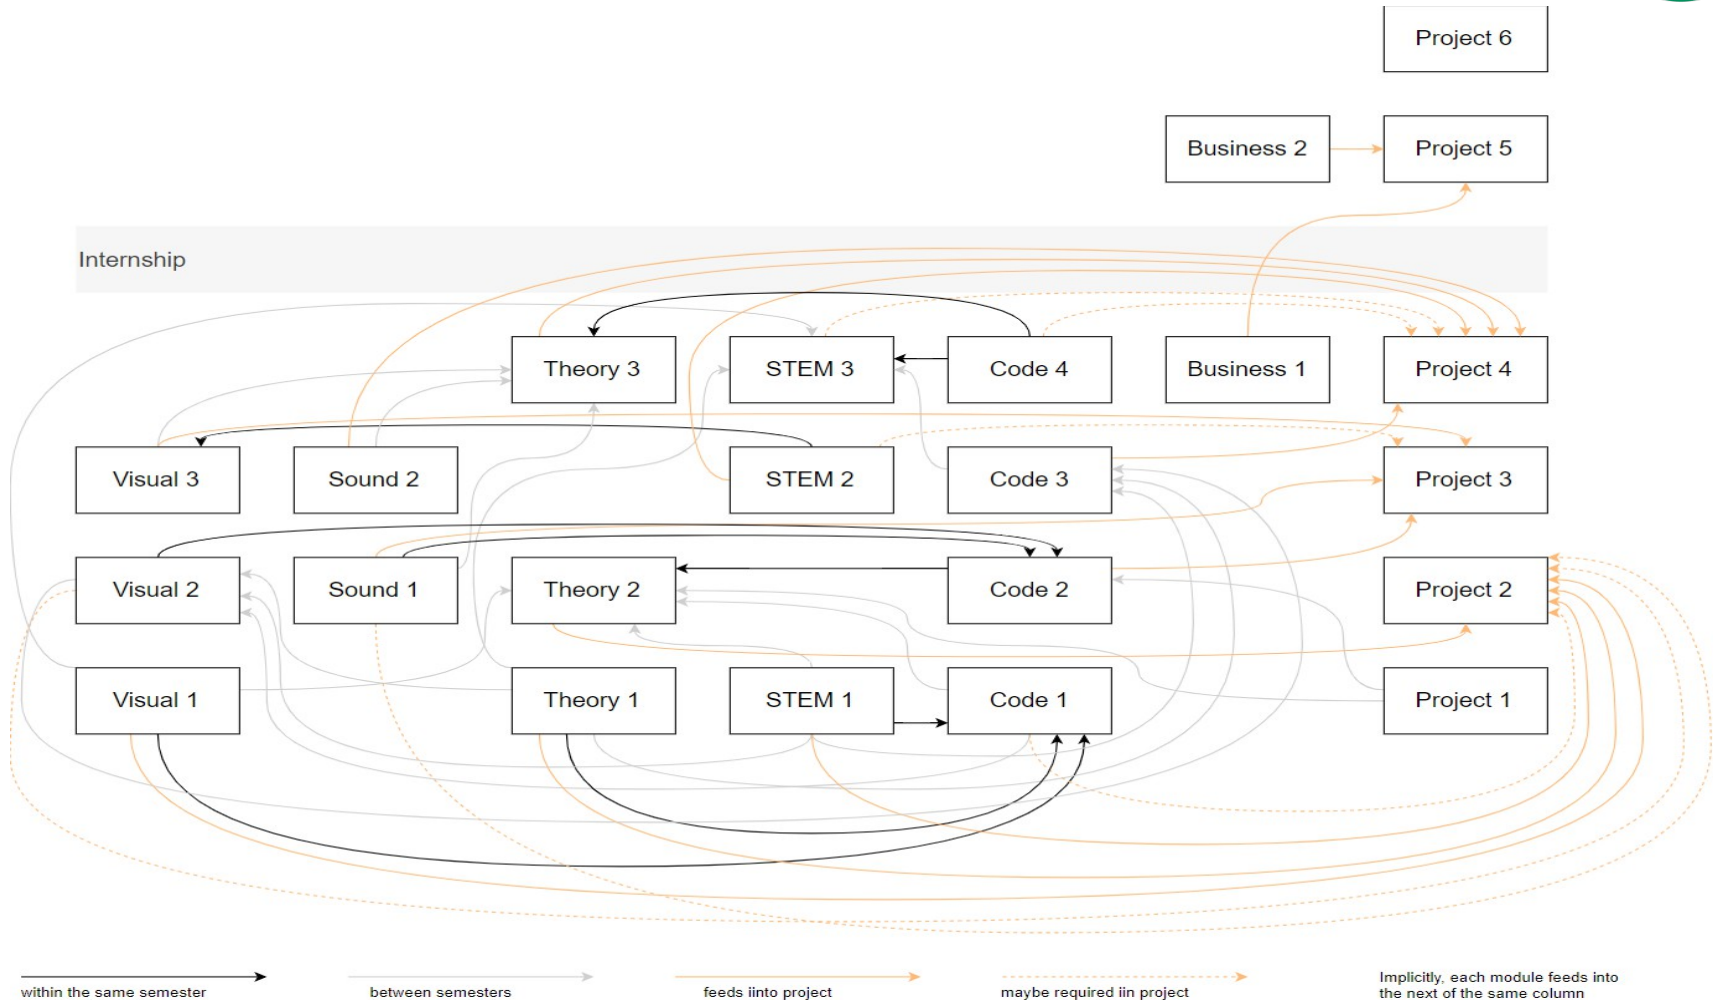 Project 6
Business 2
Project 5
Internship
Theory 3
STEM 3
Code 4
Business 1
Project 4
Visual 3
Sound 2
STEM 2
Code 3
Project 3
Visual 2
Sound 1
Theory 2
Code 2
Project 2
Visual 1
Theory 1
STEM 1
Code 1
Project 1
within the same semester
between semesters
feeds iinto project
maybe required iin project
Implicitly, each module feeds into
the next of the same column